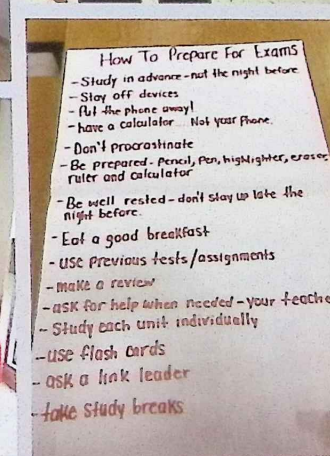 How To Prepare For Exams
- Study in advance - not the night before
- Stay off devices
- Put the phone away!
- have a calculator... Not your phone.
- Don't procrastinate
- Be prepared - Pencil, Pen, highlighter, eraser,
ruler and calculator
- Be well rested - don't stay up late the
night before.
- Eat a good breakfast
- use previous tests/assignments
- make a review
- ask for help when needed - your teache
- Study each unit individually
- use flash cards
- ask a link leader
- take study breaks